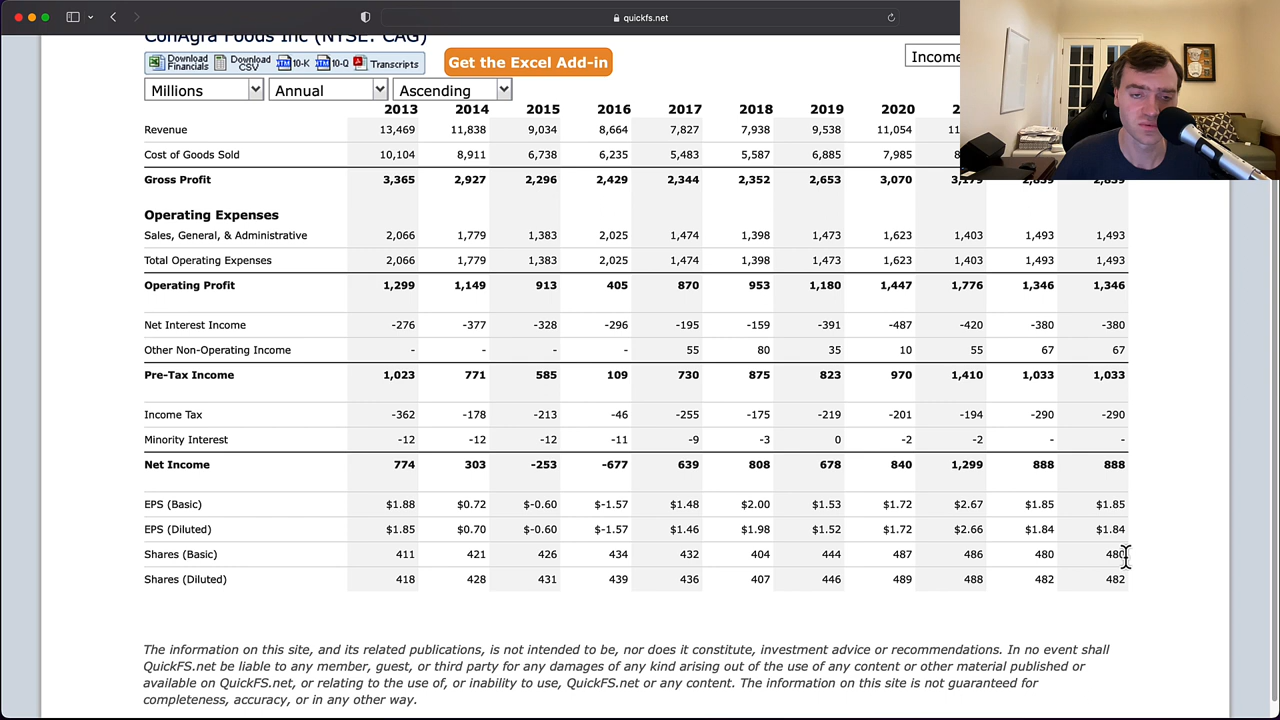 quickfs.net
ConAgra Foods Inc (NYSE: CAG)
Download Financials Download CSV 10-K 10-Q Transcripts Get the Excel Add-in Income
Millions Annual Ascending
2013 2014 2015 2016 2017 2018 2019 2020
Revenue 13,469 11,838 9,034 8,664 7,827 7,938 9,538 11,054
Cost of Goods Sold 10,104 8,911 6,738 6,235 5,483 5,587 6,885 7,985
Gross Profit 3,365 2,927 2,296 2,429 2,344 2,352 2,653 3,070 3,179 2,839 2,839
Operating Expenses
Sales, General, & Administrative 2,066 1,779 1,383 2,025 1,474 1,398 1,473 1,623 1,403 1,493 1,493
Total Operating Expenses 2,066 1,779 1,383 2,025 1,474 1,398 1,473 1,623 1,403 1,493 1,493
Operating Profit 1,299 1,149 913 405 870 953 1,180 1,447 1,776 1,346 1,346
Net Interest Income -276 -377 -328 -296 -195 -159 -391 -487 -420 -380 -380
Other Non-Operating Income - - - - 55 80 35 10 55 67 67
Pre-Tax Income 1,023 771 585 109 730 875 823 970 1,410 1,033 1,033
Income Tax -362 -178 -213 -46 -255 -175 -219 -201 -194 -290 -290
Minority Interest -12 -12 -12 -11 -9 -3 0 -2 -2 - -
Net Income 774 303 -253 -677 639 808 678 840 1,299 888 888
EPS (Basic) $1.88 $0.72 $-0.60 $-1.57 $1.48 $2.00 $1.53 $1.72 $2.67 $1.85 $1.85
EPS (Diluted) $1.85 $0.70 $-0.60 $-1.57 $1.46 $1.98 $1.52 $1.72 $2.66 $1.84 $1.84
Shares (Basic) 411 421 426 434 432 404 444 487 486 480 480
Shares (Diluted) 418 428 431 439 436 407 446 489 488 482 482
The information on this site, and its related publications, is not intended to be, nor does it constitute, investment advice or recommendations. In no event shall
QuickFS.net be liable to any member, guest, or third party for any damages of any kind arising out of the use of any content or other material published or
available on QuickFS.net, or relating to the use of, or inability to use, QuickFS.net or any content. The information on this site is not guaranteed for
completeness, accuracy, or in any other way.